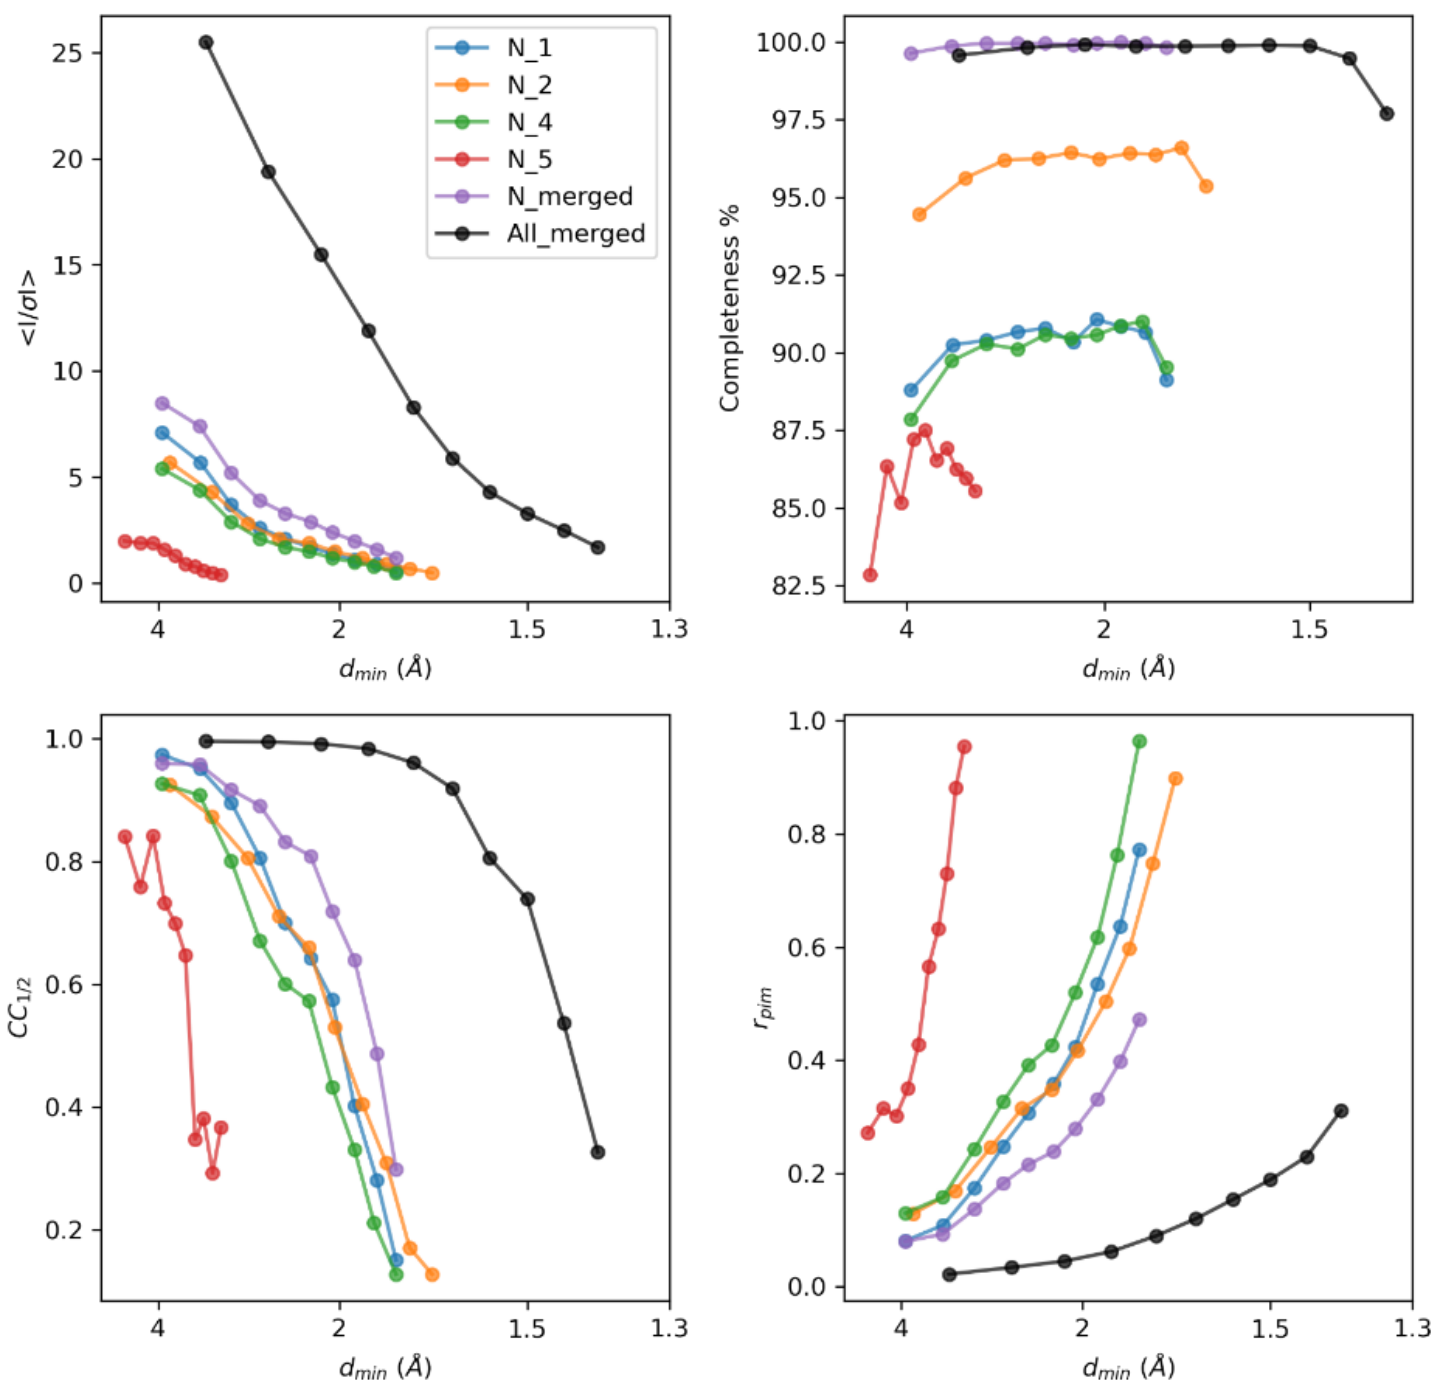 25
20
15
10
5
0
<I/σI>
N_1
N_2
N_4
N_5
N_merged
All_merged
4
2
1.5
1.3
d_min (Å)
100.0
97.5
95.0
92.5
90.0
87.5
85.0
82.5
Completeness %
4
2
1.5
d_min (Å)
1.0
0.8
0.6
0.4
0.2
CC_1/2
4
2
1.5
1.3
d_min (Å)
1.0
0.8
0.6
0.4
0.2
0.0
r_pim
4
2
1.5
1.3
d_min (Å)